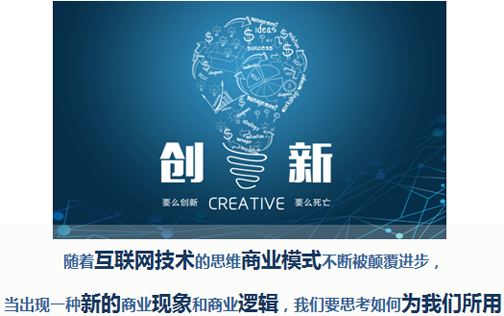 management
ideas
success
创 新
要么创新 CREATIVE 要么死亡
随着互联网技术的思维商业模式不断被颠覆进步，
当出现一种新的商业现象和商业逻辑，我们要思考如何为我们所用